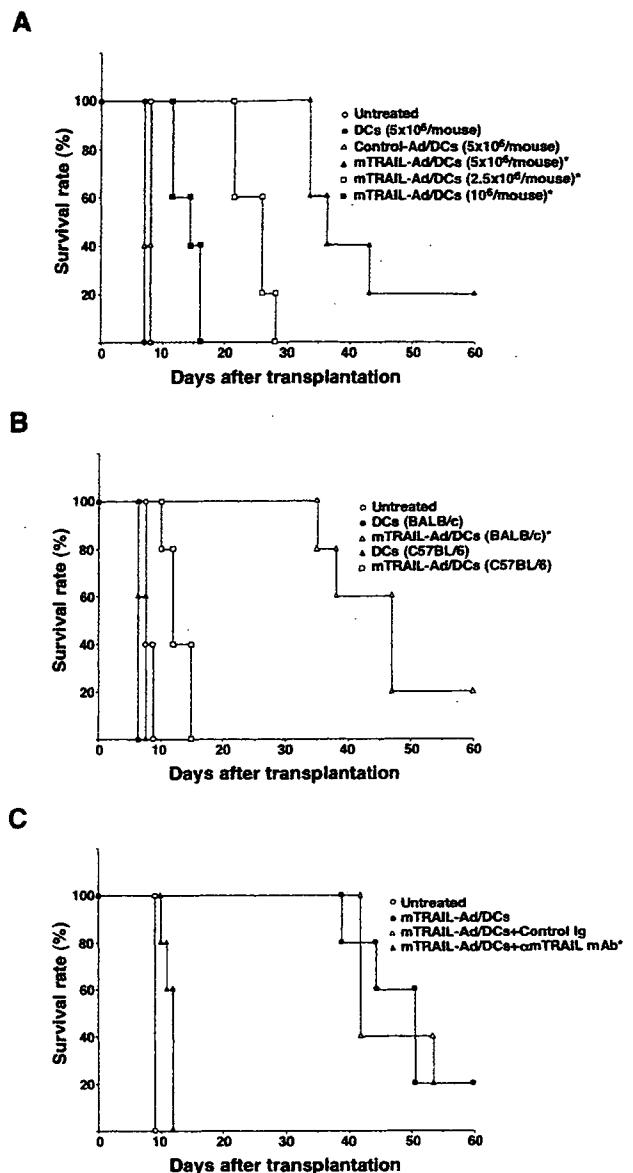 A
Survival rate (%)
100
80
60
40
20
Untreated
DCs (5x10⁶/mouse)
Control-Ad/DCs (5x10⁶/mouse)
mTRAIL-Ad/DCs (5x10⁶/mouse)*
mTRAIL-Ad/DCs (2.5x10⁶/mouse)*
mTRAIL-Ad/DCs (10⁶/mouse)*
0 10 20 30 40 50 60
Days after transplantation
B
Survival rate (%)
100
80
60
40
20
Untreated
DCs (BALB/c)
mTRAIL-Ad/DCs (BALB/c)*
DCs (C57BL/6)
mTRAIL-Ad/DCs (C57BL/6)
0 10 20 30 40 50 60
Days after transplantation
C
Survival rate (%)
100
80
60
40
20
Untreated
mTRAIL-Ad/DCs
mTRAIL-Ad/DCs+Control Ig
mTRAIL-Ad/DCs+αmTRAIL mAb*
0 10 20 30 40 50 60
Days after transplantation